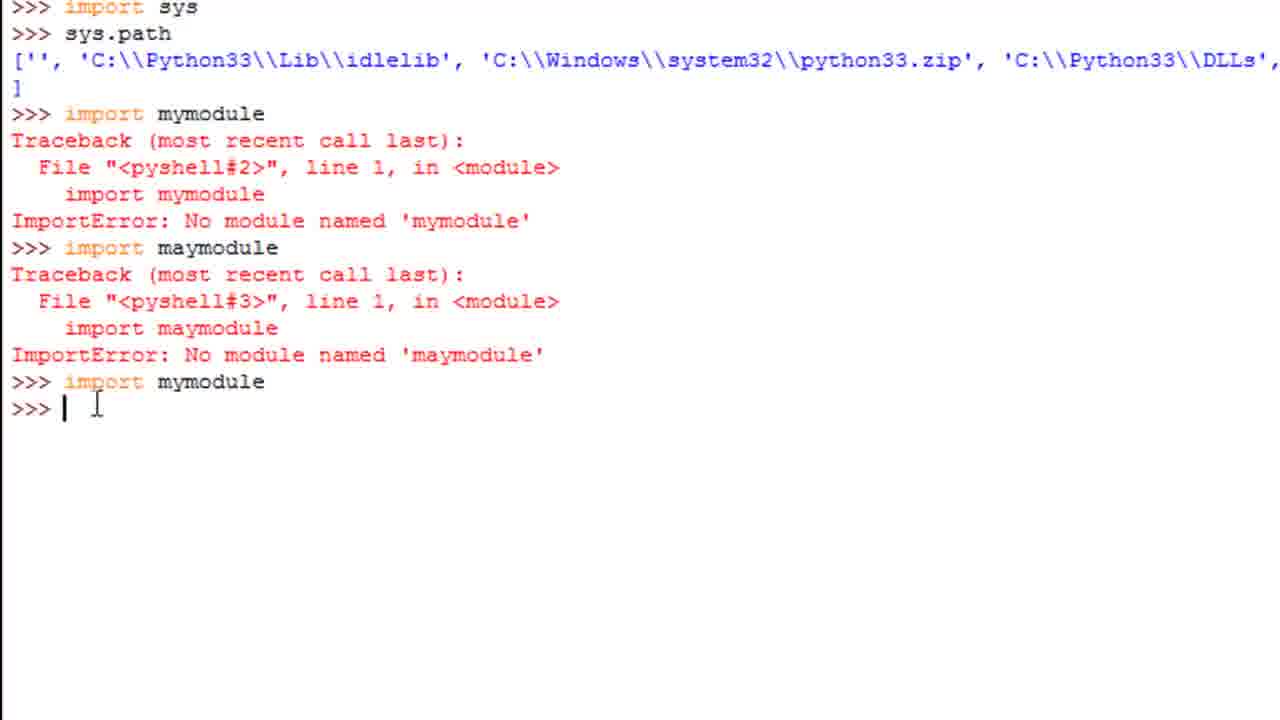 >>> import sys
>>> sys.path
['', 'C:\\Python33\\Lib\\idlelib', 'C:\\Windows\\system32\\python33.zip', 'C:\\Python33\\DLLs',
]
>>> import mymodule
Traceback (most recent call last):
  File "<pyshell#2>", line 1, in <module>
    import mymodule
ImportError: No module named 'mymodule'
>>> import maymodule
Traceback (most recent call last):
  File "<pyshell#3>", line 1, in <module>
    import maymodule
ImportError: No module named 'maymodule'
>>> import mymodule
>>>